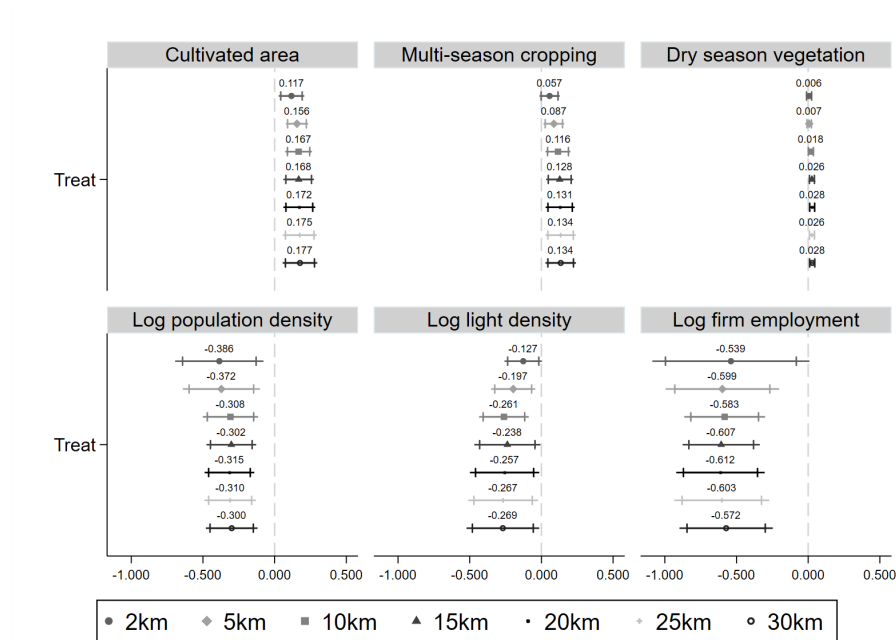 Cultivated area Multi-season cropping Dry season vegetation
0.117 0.057 0.006
0.156 0.087 0.007
0.167 0.116 0.018
Treat 0.168 0.128 0.026
0.172 0.131 0.028
0.175 0.134 0.026
0.177 0.134 0.028
Log population density Log light density Log firm employment
-0.386 -0.127 -0.539
-0.372 -0.197 -0.599
-0.308 -0.261 -0.583
Treat -0.302 -0.238 -0.607
-0.315 -0.257 -0.612
-0.310 -0.267 -0.603
-0.300 -0.269 -0.572
-1.000 -0.500 0.000 0.500 -1.000 -0.500 0.000 0.500 -1.000 -0.500 0.000 0.500
2km 5km 10km 15km 20km 25km 30km